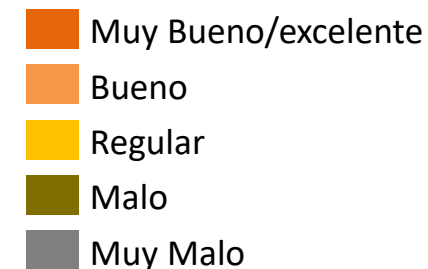 Muy Bueno/excelente
Bueno
Regular
Malo
Muy Malo